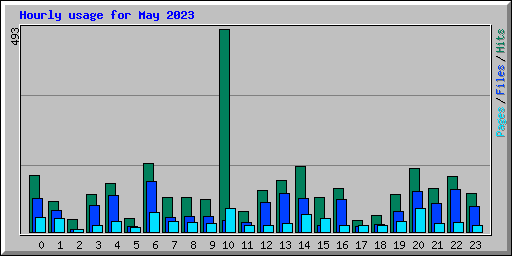 Hourly usage for May 2023
493
Pages/Files/Hits
0 1 2 3 4 5 6 7 8 9 10 11 12 13 14 15 16 17 18 19 20 21 22 23